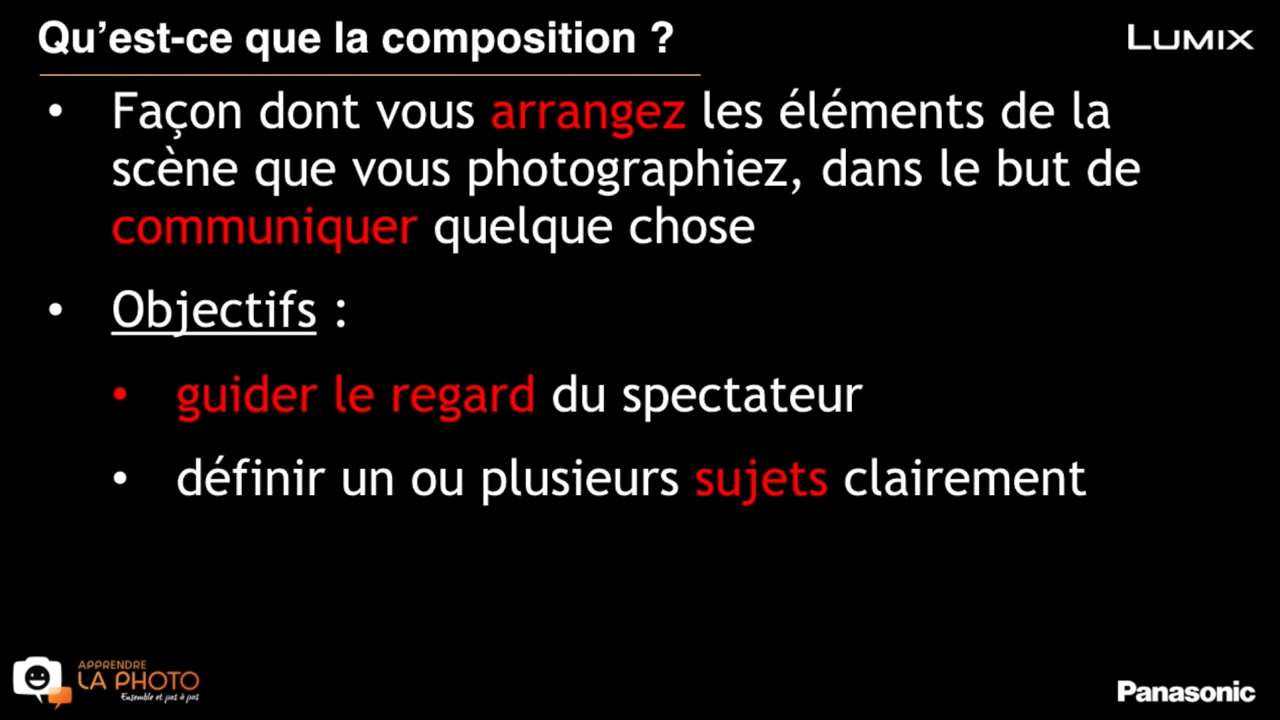 Qu’est-ce que la composition ?
LUMIX
• Façon dont vous arrangez les éléments de la
scène que vous photographiez, dans le but de
communiquer quelque chose
• Objectifs :
• guider le regard du spectateur
• définir un ou plusieurs sujets clairement
APPRENDRE
LA PHOTO
Ensemble et pas à pas
Panasonic